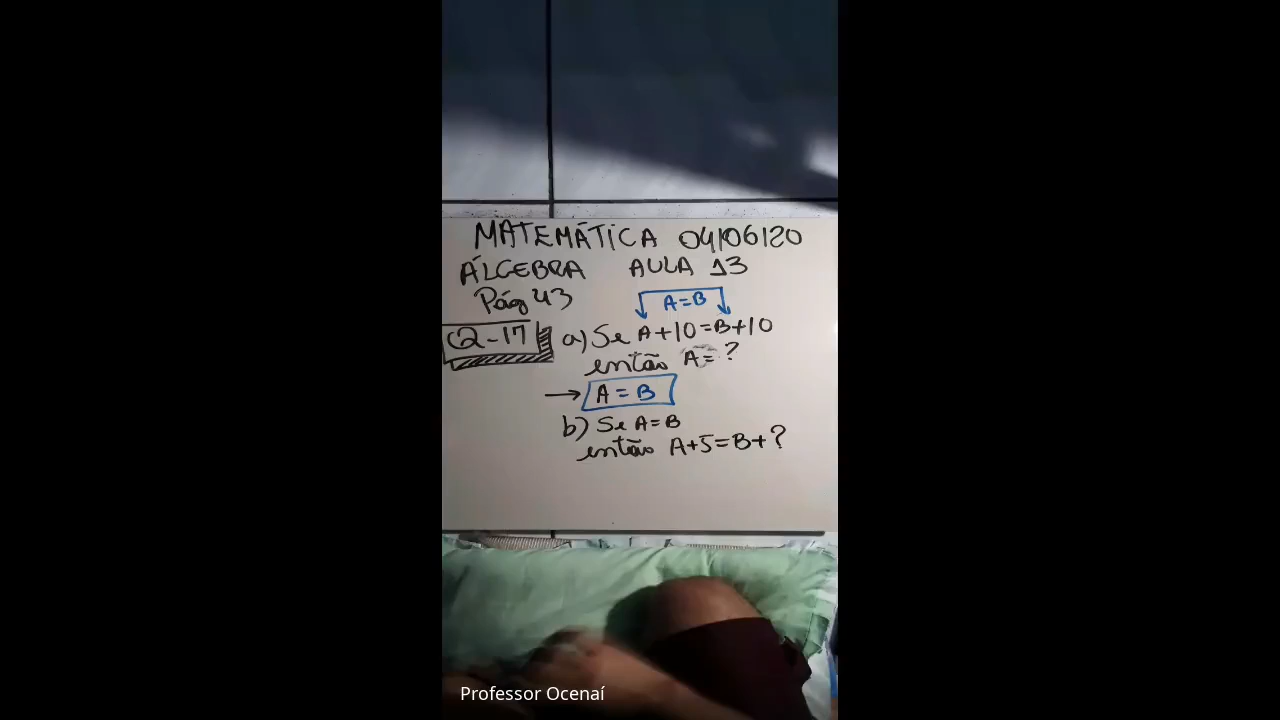 MATEMÁTICA 04/06/20
ÁLGEBRA AULA 13
Pág 43
A=B
Q-17 a) Se A+10=B+10
então A=?
→ A = B
b) Se A=B
então A+5=B+?
Professor Ocenaí